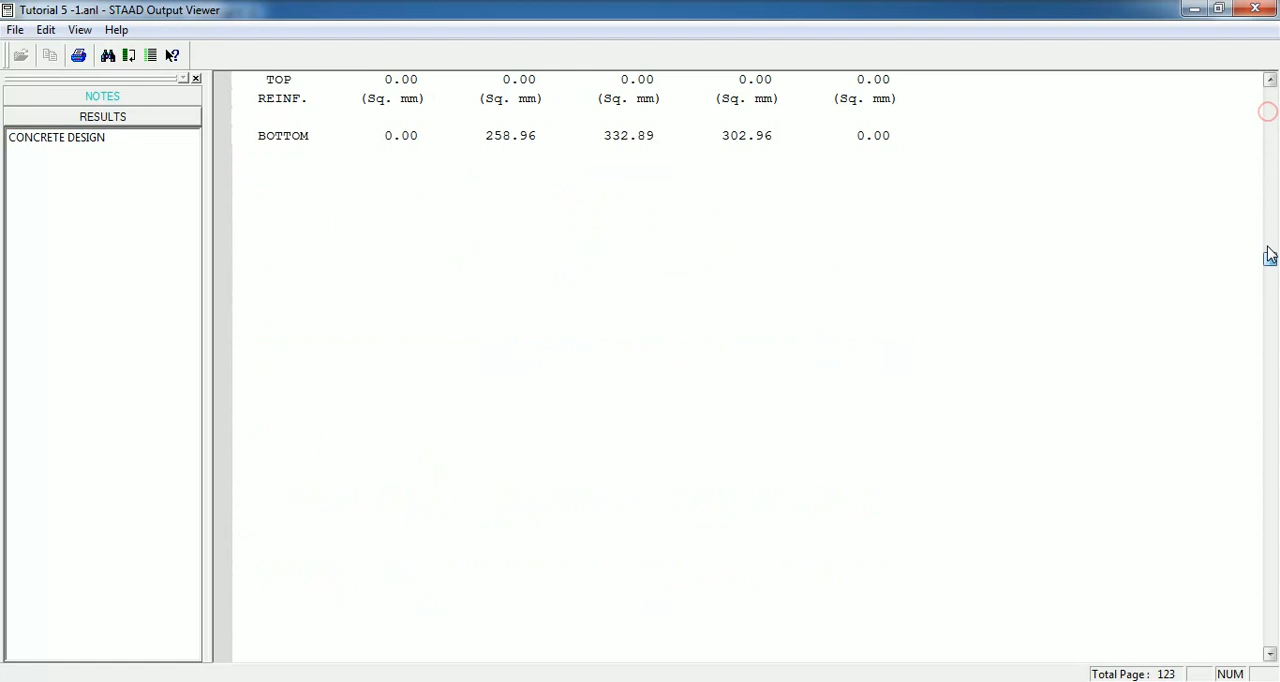 Tutorial 5 -1.anl - STAAD Output Viewer
File Edit View Help
NOTES
RESULTS
CONCRETE DESIGN
TOP 0.00 0.00 0.00 0.00 0.00
REINF. (Sq. mm) (Sq. mm) (Sq. mm) (Sq. mm) (Sq. mm)
BOTTOM 0.00 258.96 332.89 302.96 0.00
Total Page: 123 NUM